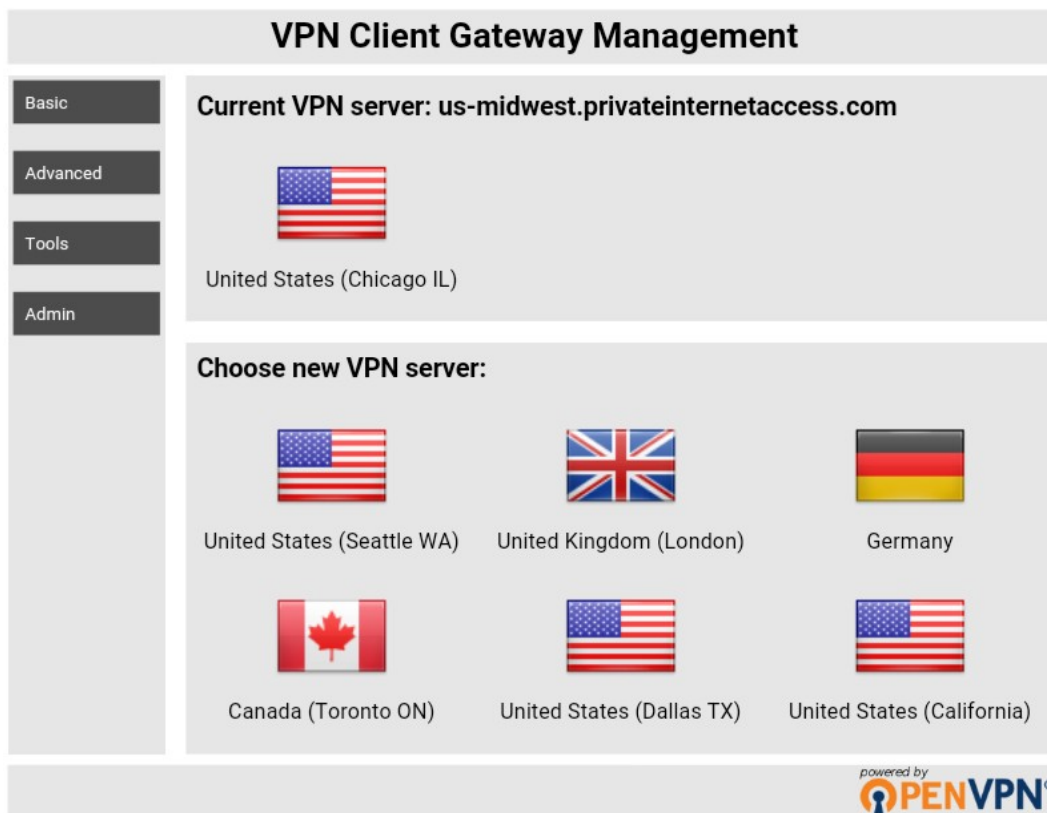 VPN Client Gateway Management
Basic
Advanced
Tools
Admin
Current VPN server: us-midwest.privateinternetaccess.com
United States (Chicago IL)
Choose new VPN server:
United States (Seattle WA)
United Kingdom (London)
Germany
Canada (Toronto ON)
United States (Dallas TX)
United States (California)
powered by
OPENVPN